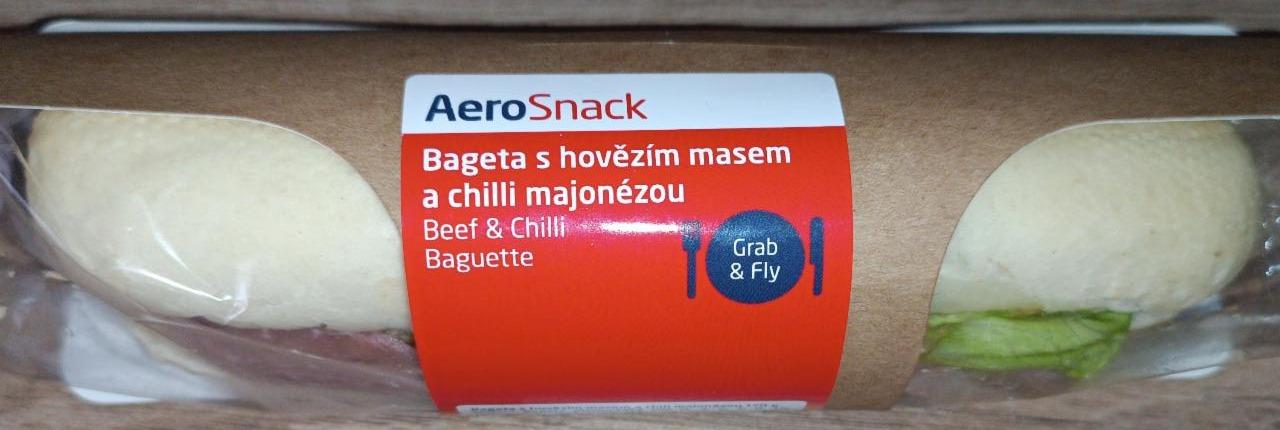 AeroSnack
Bageta s hovězím masem
a chilli majonézou
Beef & Chilli
Baguette
Grab
& Fly